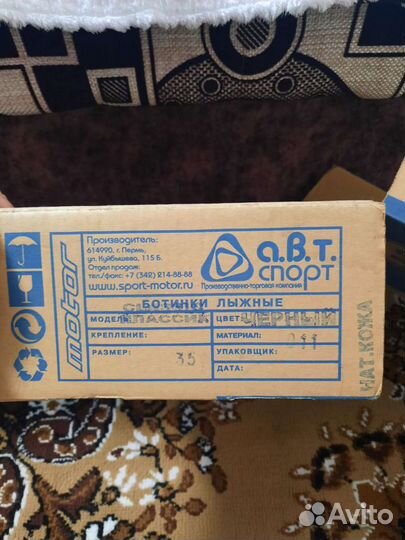 motor
Производитель:
614990, г. Пермь,
ул. Куйбышева, 115 Б.
Отдел продаж:
тел./факс: +7 (342) 214-88-88
www.sport-motor.ru
а.В.т.
спорт
Производственно-торговая компания
БОТИНКИ ЛЫЖНЫЕ
МОДЕЛЬ: КЛАССИК
ЦВЕТ: ЧЕРНЫЙ
КРЕПЛЕНИЕ:
МАТЕРИАЛ:
РАЗМЕР: 35
УПАКОВЩИК:
ДАТА:
НАТ.КОЖА
Avito